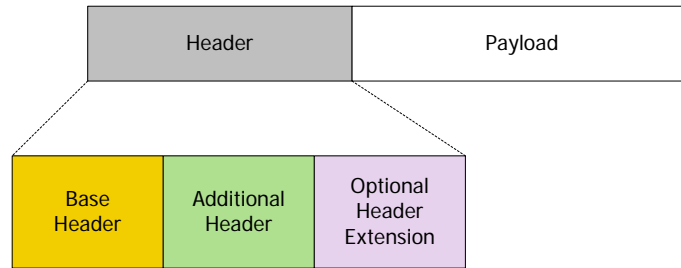 Header
Payload
Base
Header
Additional
Header
Optional
Header
Extension